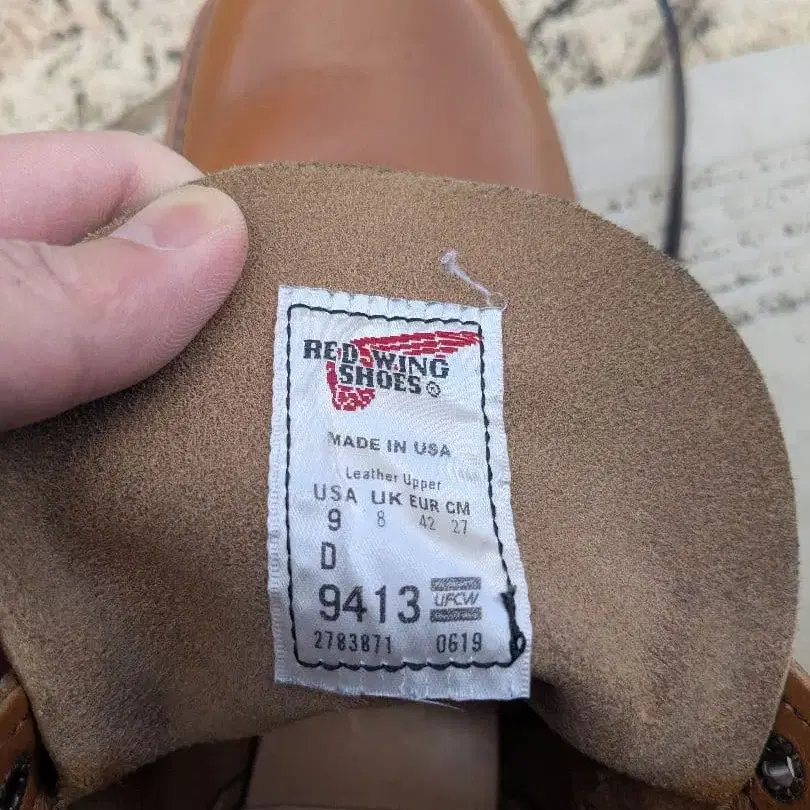 RED WING
SHOES®
MADE IN USA
Leather Upper
USA UK EUR CM
9 8 42 27
D
9413 UFCW
2783871 0619